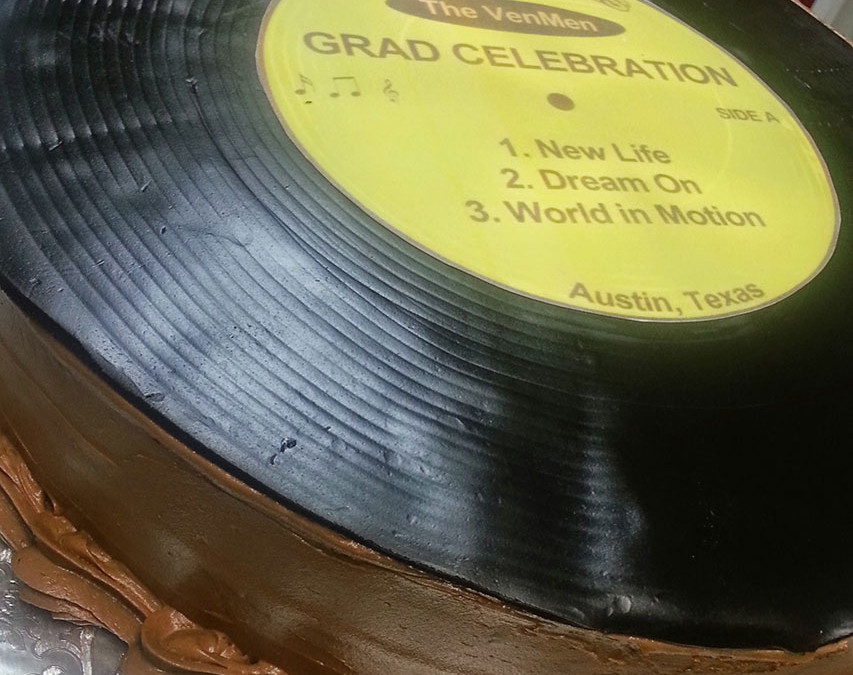 The VenMen
GRAD CELEBRATION
SIDE A
1. New Life
2. Dream On
3. World in Motion
Austin, Texas